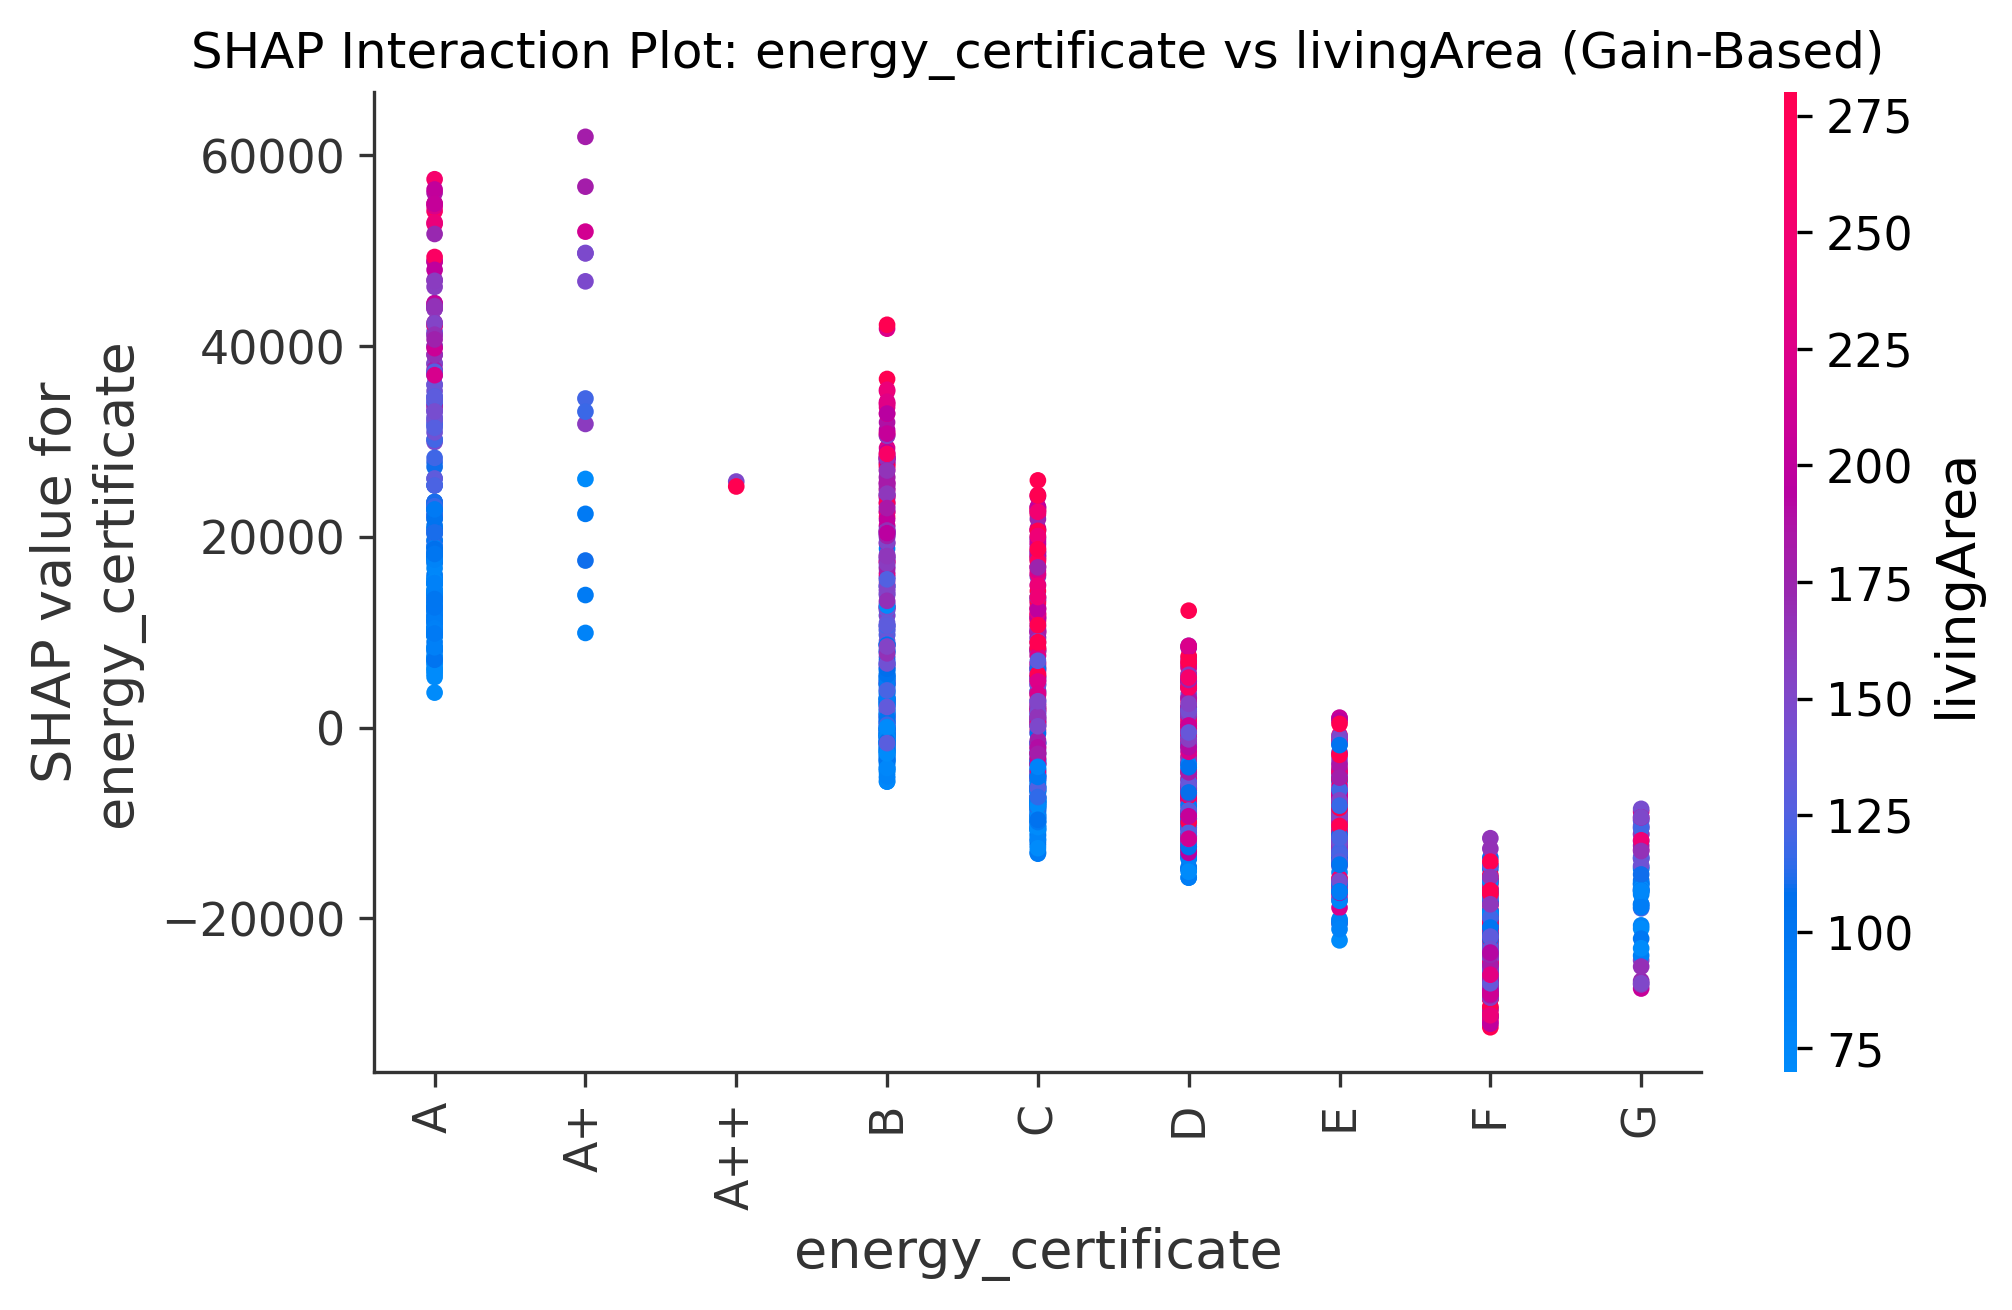 SHAP Interaction Plot: energy_certificate vs livingArea (Gain-Based)
SHAP value for
energy_certificate
60000
40000
20000
0
−20000
A
A+
A++
B
C
D
E
F
G
energy_certificate
275
250
225
200
175
150
125
100
75
livingArea